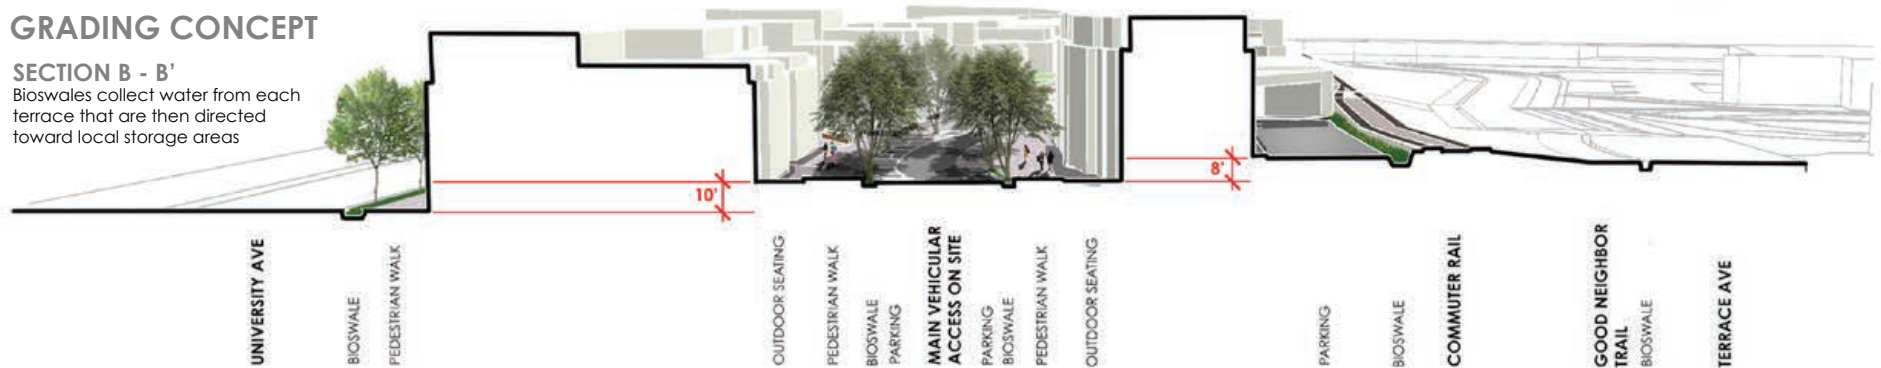 GRADING CONCEPT
SECTION B - B’
Bioswales collect water from each
terrace that are then directed
toward local storage areas
10'
8'
UNIVERSITY AVE
BIOSWALE
PEDESTRIAN WALK
OUTDOOR SEATING
PEDESTRIAN WALK
BIOSWALE
PARKING
MAIN VEHICULAR
ACCESS ON SITE
PARKING
BIOSWALE
PEDESTRIAN WALK
OUTDOOR SEATING
PARKING
BIOSWALE
COMMUTER RAIL
GOOD NEIGHBOR
TRAIL
BIOSWALE
TERRACE AVE